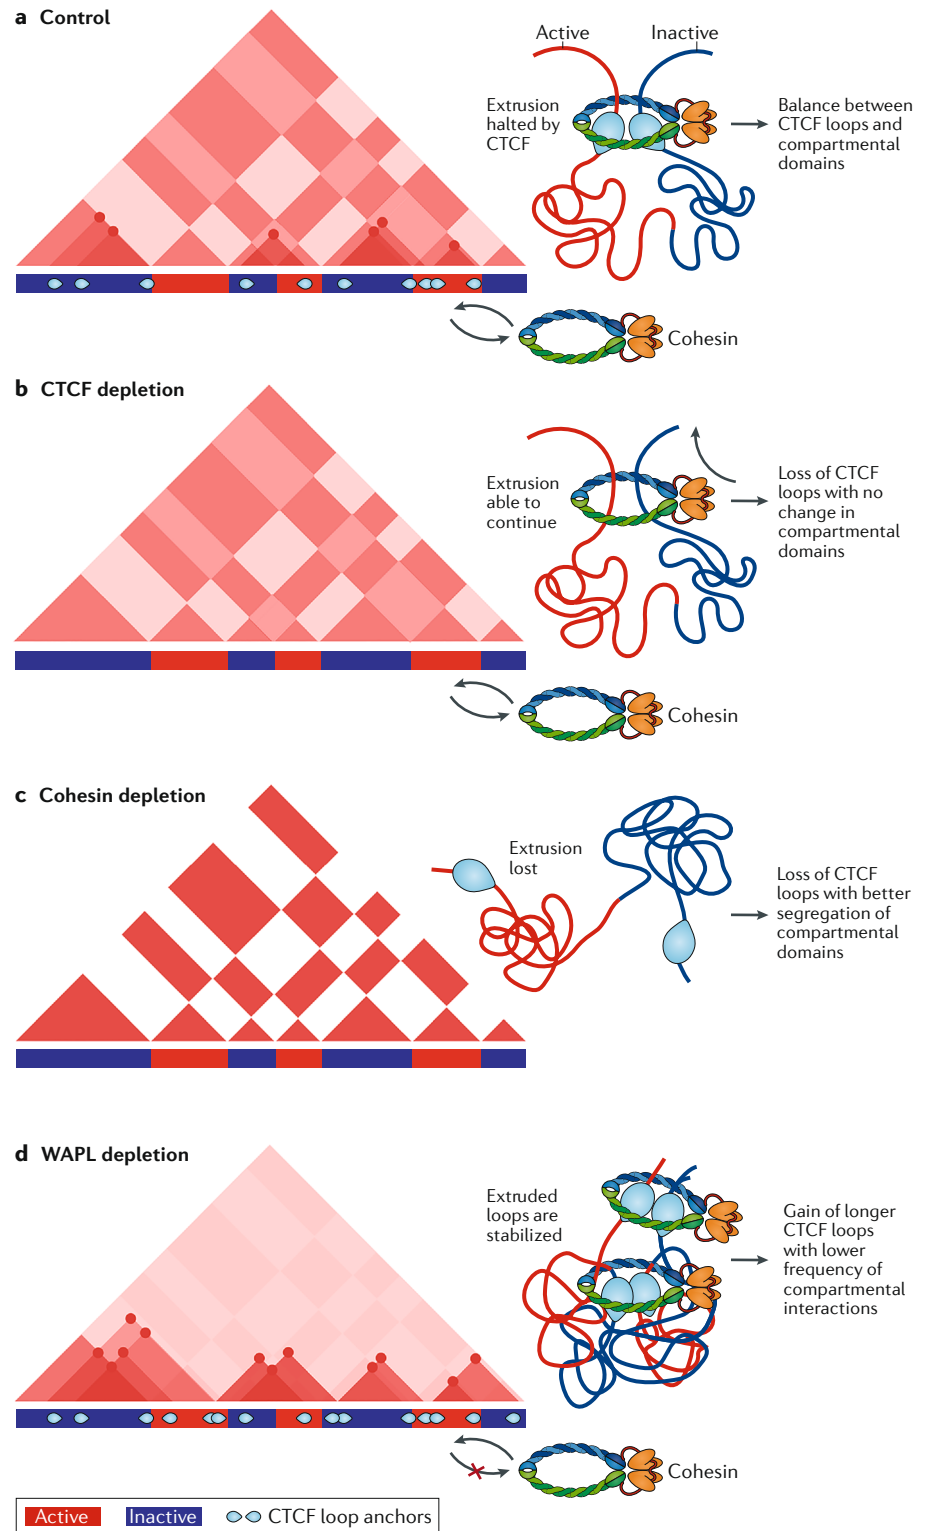 a Control
Active
Inactive
Extrusion
halted by
CTCF
Balance between
CTCF loops and
compartmental
domains
Cohesin
b CTCF depletion
Extrusion
able to
continue
Loss of CTCF
loops with no
change in
compartmental
domains
Cohesin
c Cohesin depletion
Extrusion
lost
Loss of CTCF
loops with better
segregation of
compartmental
domains
d WAPL depletion
Extruded
loops are
stabilized
Gain of longer
CTCF loops
with lower
frequency of
compartmental
interactions
Cohesin
Active
Inactive
CTCF loop anchors